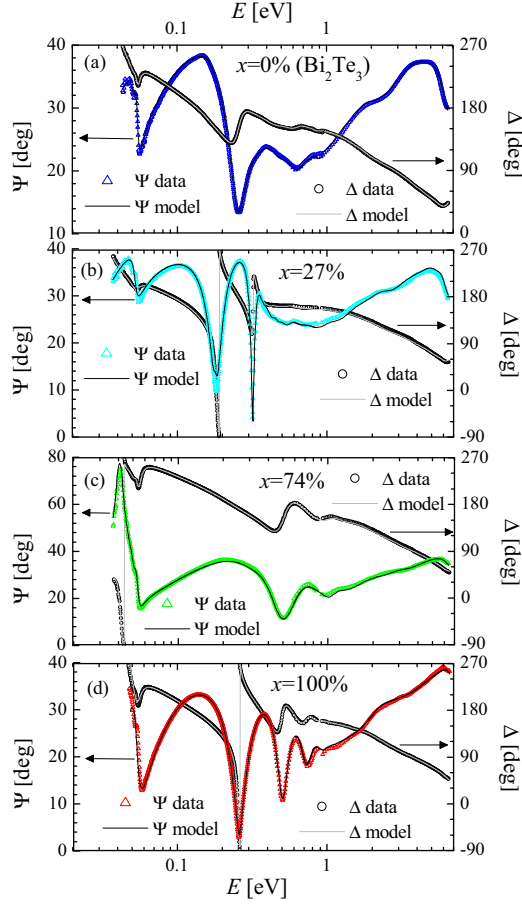 E [eV]
0.1 1
(a) x=0% (Bi₂Te₃)
40
30
20
10
Ψ [deg]
270
180
90
0
Δ [deg]
Ψ data
Ψ model
Δ data
Δ model
(b) x=27%
40
30
20
10
0
Ψ [deg]
270
180
90
0
-90
Δ [deg]
Ψ data
Ψ model
Δ data
Δ model
(c) x=74%
80
60
40
20
0
Ψ [deg]
270
180
90
0
-90
Δ [deg]
Δ data
Δ model
Ψ data
Ψ model
(d) x=100%
40
30
20
10
0
Ψ [deg]
270
180
90
0
-90
Δ [deg]
Ψ data
Ψ model
Δ data
Δ model
0.1 1
E [eV]